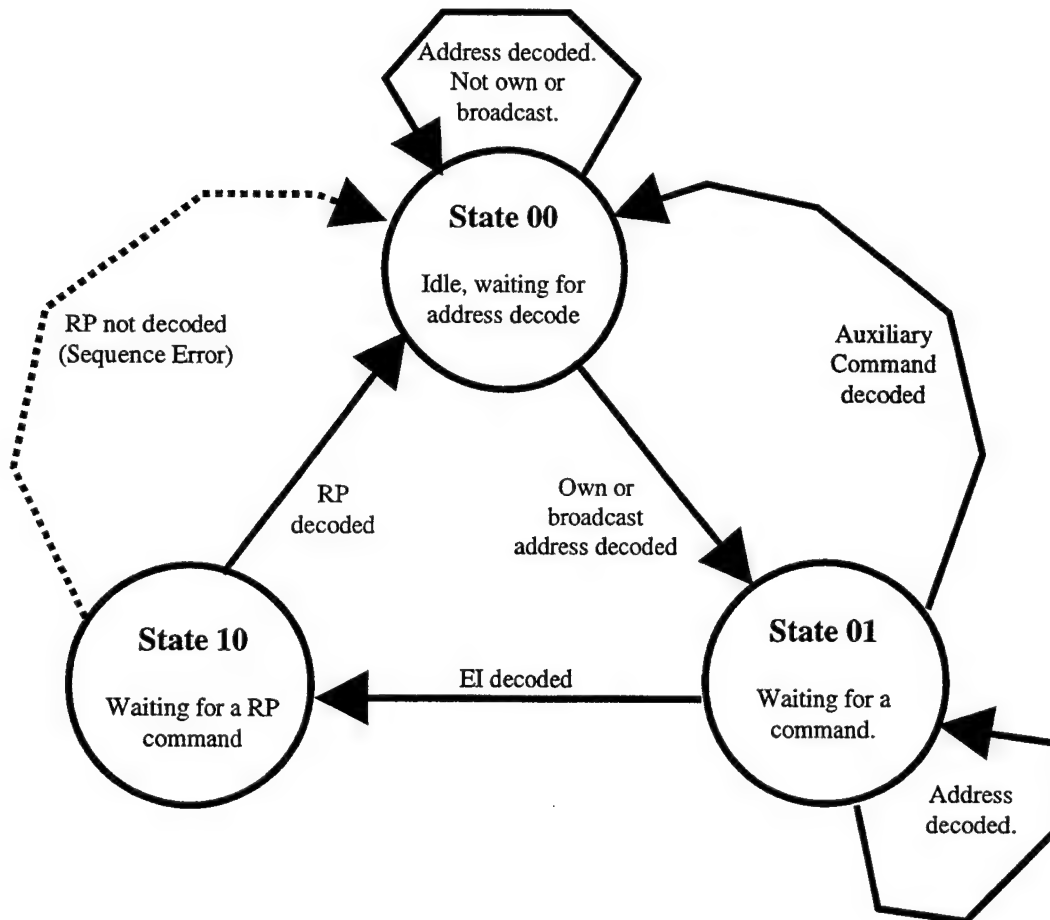 Address decoded.
Not own or
broadcast.
State 00
Idle, waiting for
address decode
RP not decoded
(Sequence Error)
Auxiliary
Command
decoded
RP
decoded
Own or
broadcast
address decoded
State 10
Waiting for a RP
command
EI decoded
State 01
Waiting for a
command.
Address
decoded.